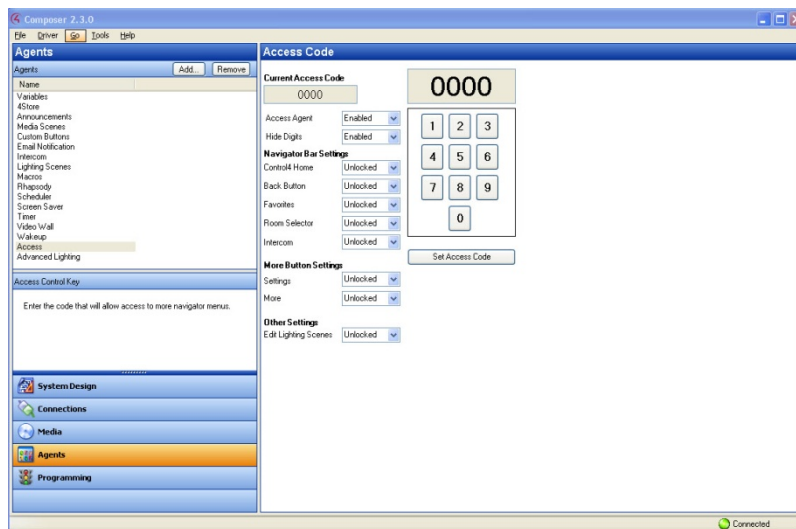 Composer 2.3.0
File Driver Go Tools Help
Agents
Agents Add... Remove
Name
Variables
4Store
Announcements
Media Scenes
Custom Buttons
Email Notification
Intercom
Lighting Scenes
Macros
Rhapsody
Scheduler
Screen Saver
Timer
Video Wall
Wakeup
Access
Advanced Lighting
Access Control Key
Enter the code that will allow access to more navigator menus.
System Design
Connections
Media
Agents
Programming
Access Code
Current Access Code
0000
Access Agent Enabled
Hide Digits Enabled
Navigator Bar Settings
Control4 Home Unlocked
Back Button Unlocked
Favorites Unlocked
Room Selector Unlocked
Intercom Unlocked
More Button Settings
Settings Unlocked
More Unlocked
Other Settings
Edit Lighting Scenes Unlocked
0000
1 2 3
4 5 6
7 8 9
0
Set Access Code
Connected